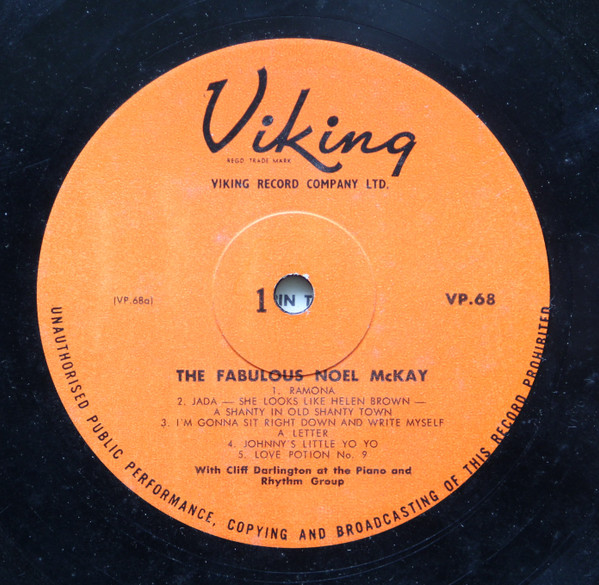 Viking
REGD. TRADE MARK
VIKING RECORD COMPANY LTD.
1
IN T
(VP.68a)
VP.68
THE FABULOUS NOEL McKAY
1. RAMONA
2. JADA — SHE LOOKS LIKE HELEN BROWN —
A SHANTY IN OLD SHANTY TOWN
3. I'M GONNA SIT RIGHT DOWN AND WRITE MYSELF
A LETTER
4. JOHNNY'S LITTLE YO YO
5. LOVE POTION No. 9
With Cliff Darlington at the Piano and
Rhythm Group
UNAUTHORISED PUBLIC PERFORMANCE, COPYING AND BROADCASTING OF THIS RECORD PROHIBITED